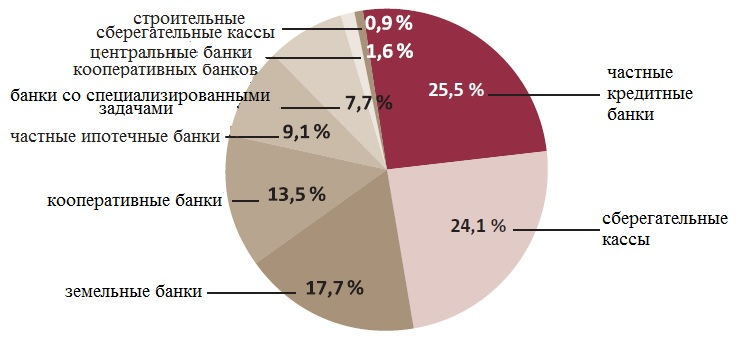 строительные
сберегательные кассы
0,9 %
центральные банки
кооперативных банков
1,6 %
банки со специализированными
задачами
7,7 %
частные ипотечные банки
9,1 %
кооперативные банки
13,5 %
земельные банки
17,7 %
25,5 %
частные
кредитные
банки
24,1 %
сберегательные
кассы